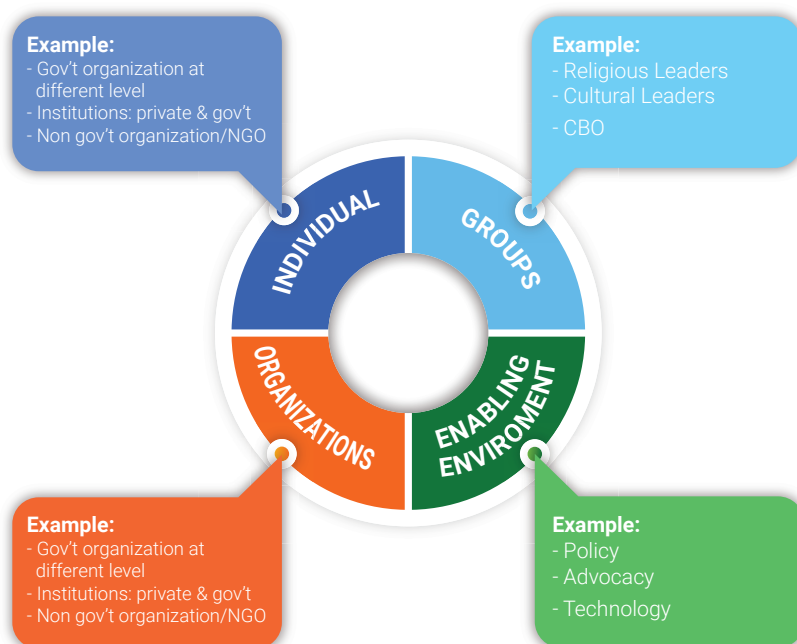 Example:
- Gov't organization at
different level
- Institutions: private & gov't
- Non gov't organization/NGO
Example:
- Religious Leaders
- Cultural Leaders
- CBO
INDIVIDUAL
GROUPS
ORGANIZATIONS
ENABLING
ENVIROMENT
Example:
- Gov't organization at
different level
- Institutions: private & gov't
- Non gov't organization/NGO
Example:
- Policy
- Advocacy
- Technology